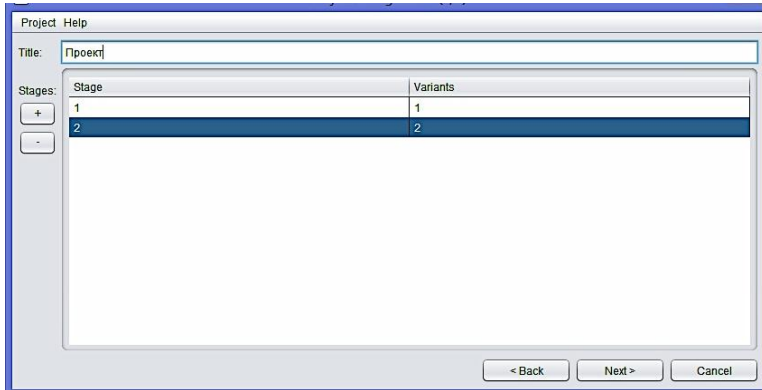 Project Help
Title: Проект
Stages:
Stage Variants
+
1 1
2 2
-
< Back Next > Cancel